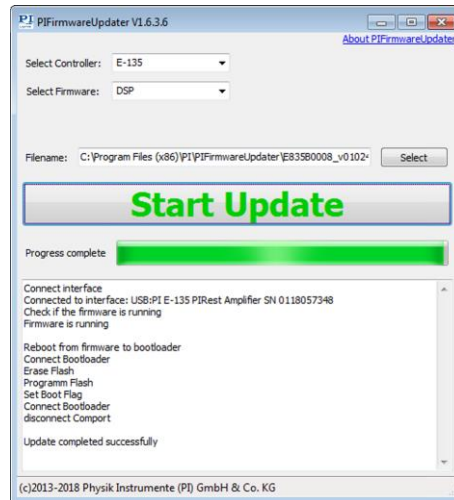 PI PIFirmwareUpdater V1.6.3.6
About PIFirmwareUpdater
Select Controller: E-135
Select Firmware: DSP
Filename: C:\Program Files (x86)\PI\PIFirmwareUpdater\E835B0008_v0102 Select
Start Update
Progress complete
Connect interface
Connected to interface: USB:PI E-135 PIRest Amplifier SN 0118057348
Check if the firmware is running
Firmware is running
Reboot from firmware to bootloader
Connect Bootloader
Erase Flash
Programm Flash
Set Boot Flag
Connect Bootloader
disconnect Comport
Update completed successfully
(c)2013-2018 Physik Instrumente (PI) GmbH & Co. KG